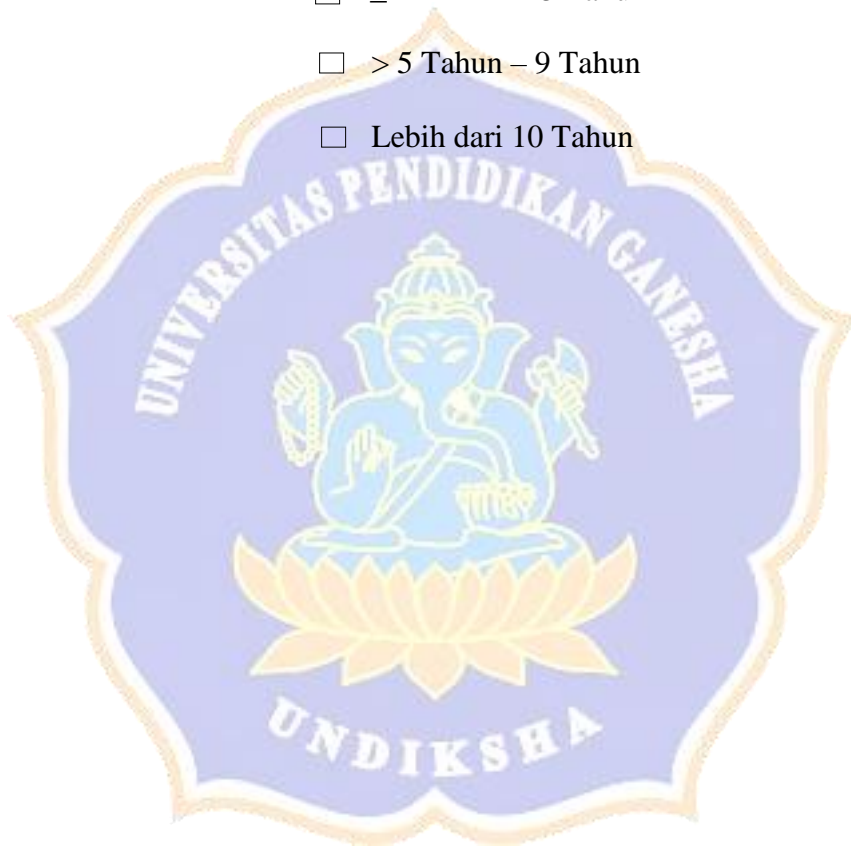 ☐ > 5 Tahun – 9 Tahun
☐ Lebih dari 10 Tahun
UNIVERSITAS PENDIDIKAN GANESHA
UNDIKSHA